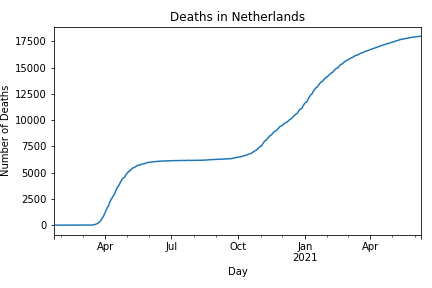 Deaths in Netherlands
Number of Deaths
17500
15000
12500
10000
7500
5000
2500
0
Apr
Jul
Oct
Jan
2021
Apr
Day